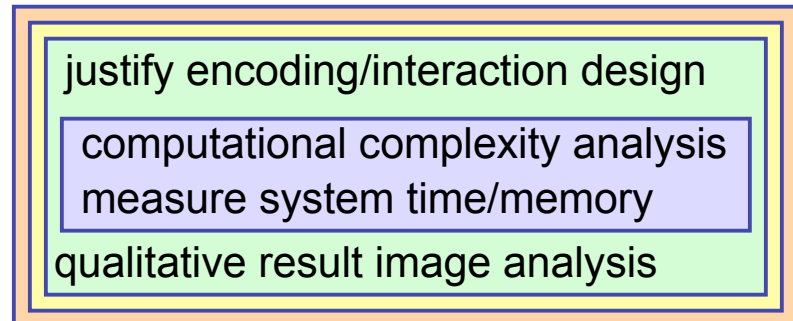 justify encoding/interaction design
computational complexity analysis
measure system time/memory
qualitative result image analysis